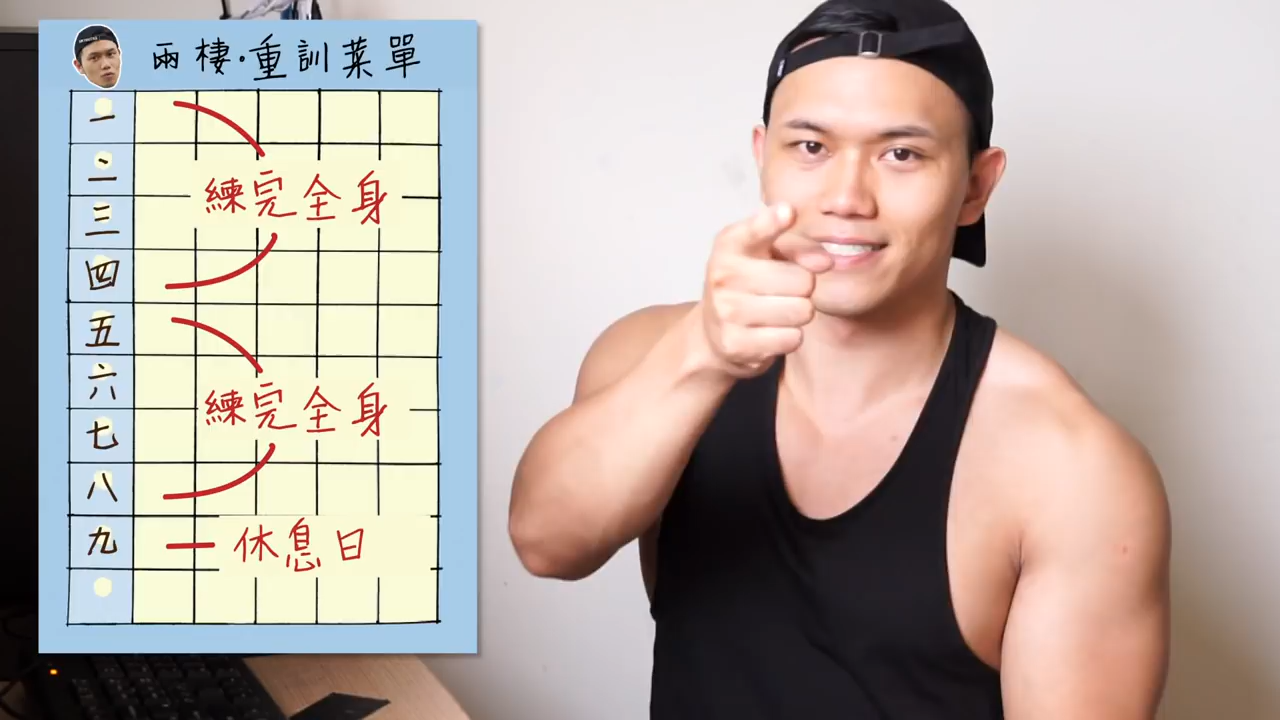 兩棲·重訓菜單
一
二
練完全身
三
四
五
六
練完全身
七
八
九
休息日